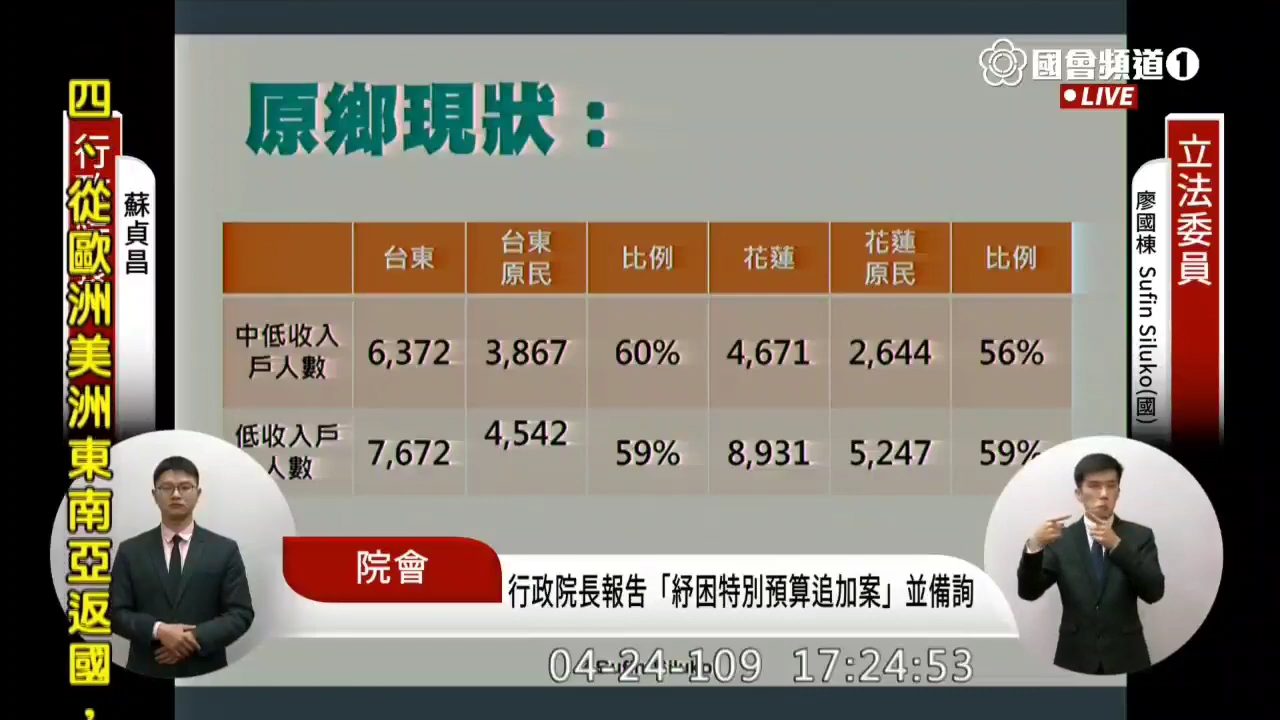 國會頻道1
LIVE
原鄉現狀：
台東 台東原民 比例 花蓮 花蓮原民 比例
中低收入戶人數 6,372 3,867 60% 4,671 2,644 56%
低收入戶人數 7,672 4,542 59% 8,931 5,247 59%
四、從歐洲美洲東南亞返國，
行政
蘇貞昌
立法委員
廖國棟 Sufin Siluko(國)
院會
行政院長報告「紓困特別預算追加案」並備詢
Sufin Siluko
04-24-109 17:24:53